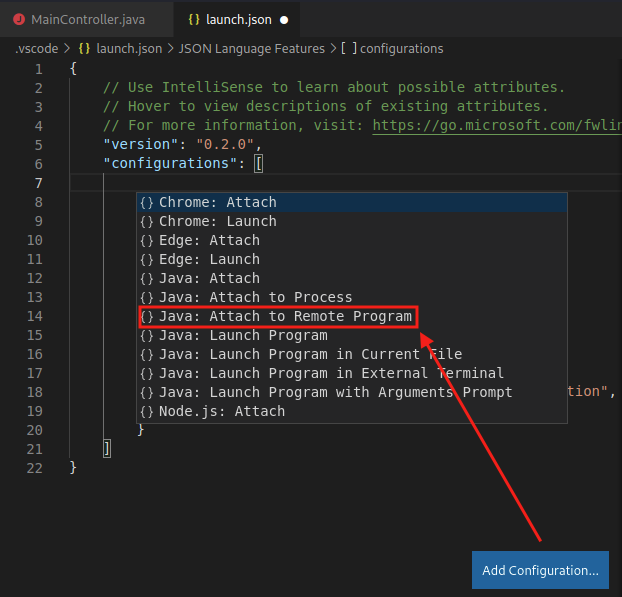 MainController.java
{} launch.json ●
.vscode > {} launch.json > JSON Language Features > [ ] configurations
1 {
2 // Use IntelliSense to learn about possible attributes.
3 // Hover to view descriptions of existing attributes.
4 // For more information, visit: https://go.microsoft.com/fwlin
5 "version": "0.2.0",
6 "configurations": [
7
8 {} Chrome: Attach
9 {} Chrome: Launch
10 {} Edge: Attach
11 {} Edge: Launch
12 {} Java: Attach
13 {} Java: Attach to Process
14 {} Java: Attach to Remote Program
15 {} Java: Launch Program
16 {} Java: Launch Program in Current File
17 {} Java: Launch Program in External Terminal
18 {} Java: Launch Program with Arguments Prompt tion",
19 {} Node.js: Attach
20 }
21 ]
22 }
Add Configuration...